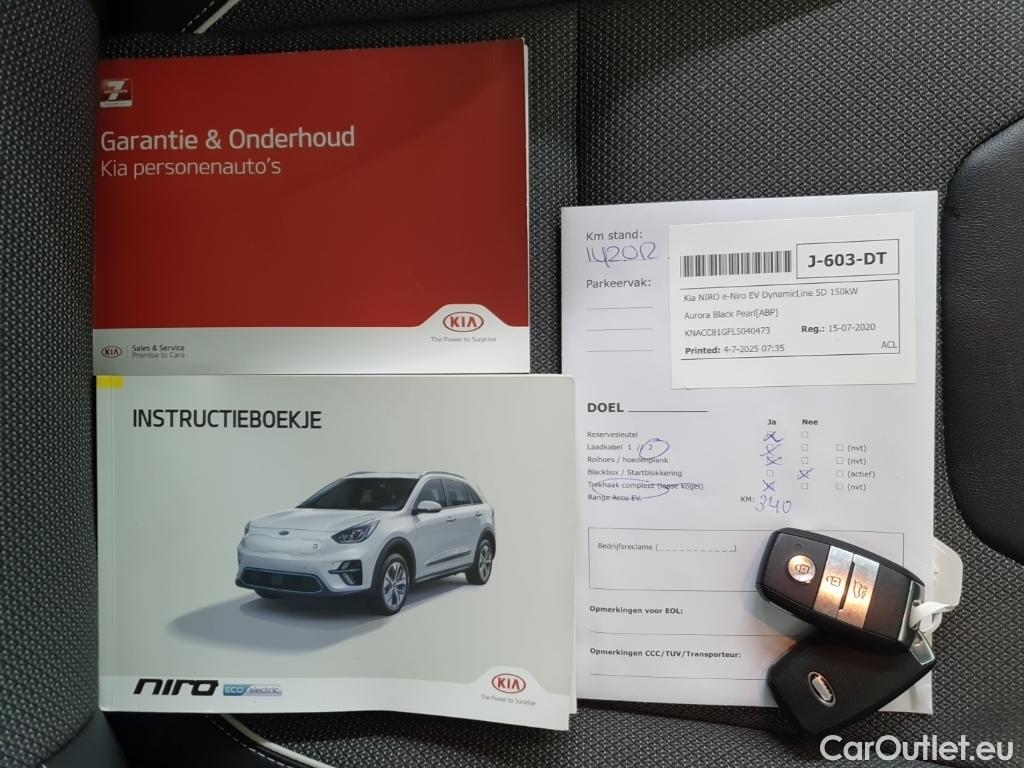 7
Garantie & Onderhoud
Kia personenauto's
KIA
The Power to Surprise
KIA Sales & Service
Promise to Care
INSTRUCTIEBOEKJE
niro ECO electric
KIA
The Power to Surprise
Km stand:
142012
Parkeervak:
J-603-DT
Kia NIRO e-Niro EV DynamicLine 5D 150kW
Aurora Black Pearl[ABP]
KNACC81GFL5040473 Reg.: 15-07-2020
Printed: 4-7-2025 07:35 ACL
DOEL
Ja Nee
Reservesleutel
Laadkabel 1 / 2 (nvt)
Rolhoes / hoedenplank (nvt)
Blackbox / Startblokkering (actief)
Trekhaak compleet (losse kogel) (nvt)
Range Accu EV. KM: 340
Bedrijfsreclame (_ _ _ _ _ _ _ _ _ _)
Opmerkingen voor EOL:
Opmerkingen CCC/TUV/Transporteur:
CarOutlet.eu